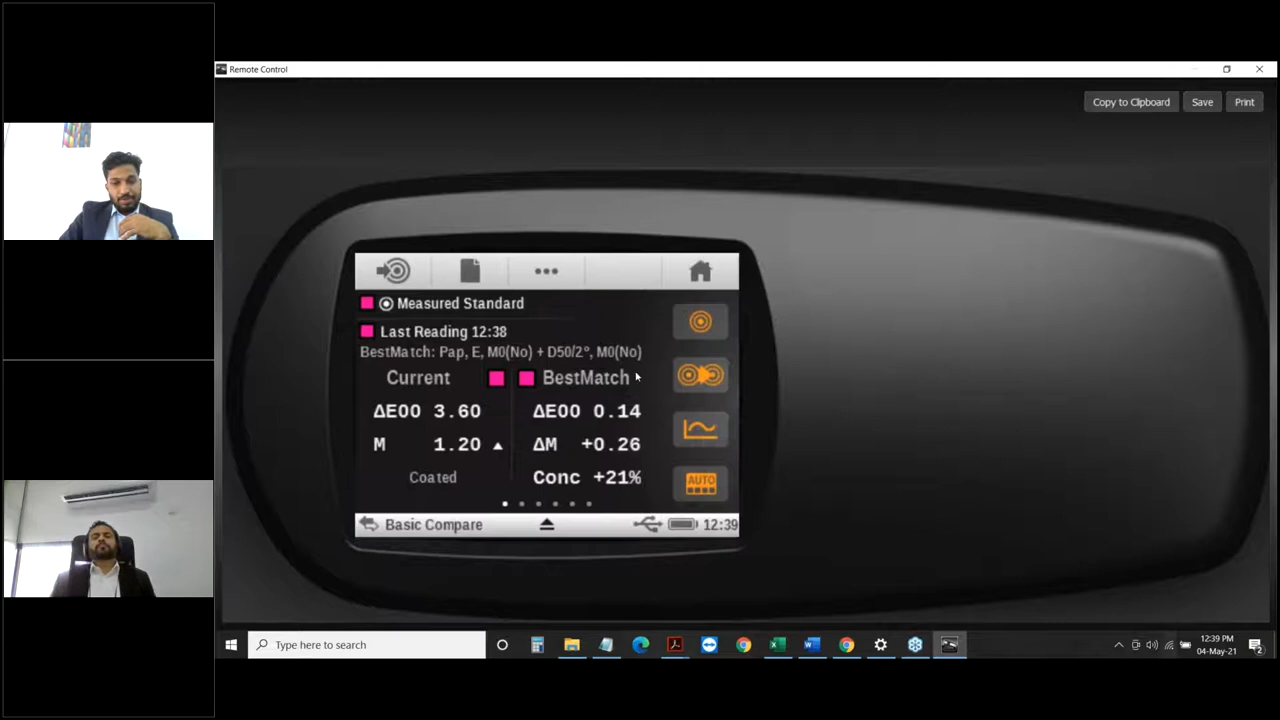 Remote Control
Copy to Clipboard
Save
Print
Measured Standard
Last Reading 12:38
BestMatch: Pap, E, M0(No) + D50/2°, M0(No)
Current
BestMatch
ΔE00 3.60
ΔE00 0.14
M 1.20
ΔM +0.26
Coated
Conc +21%
AUTO
Basic Compare
12:39
Type here to search
12:39 PM
04-May-21
2